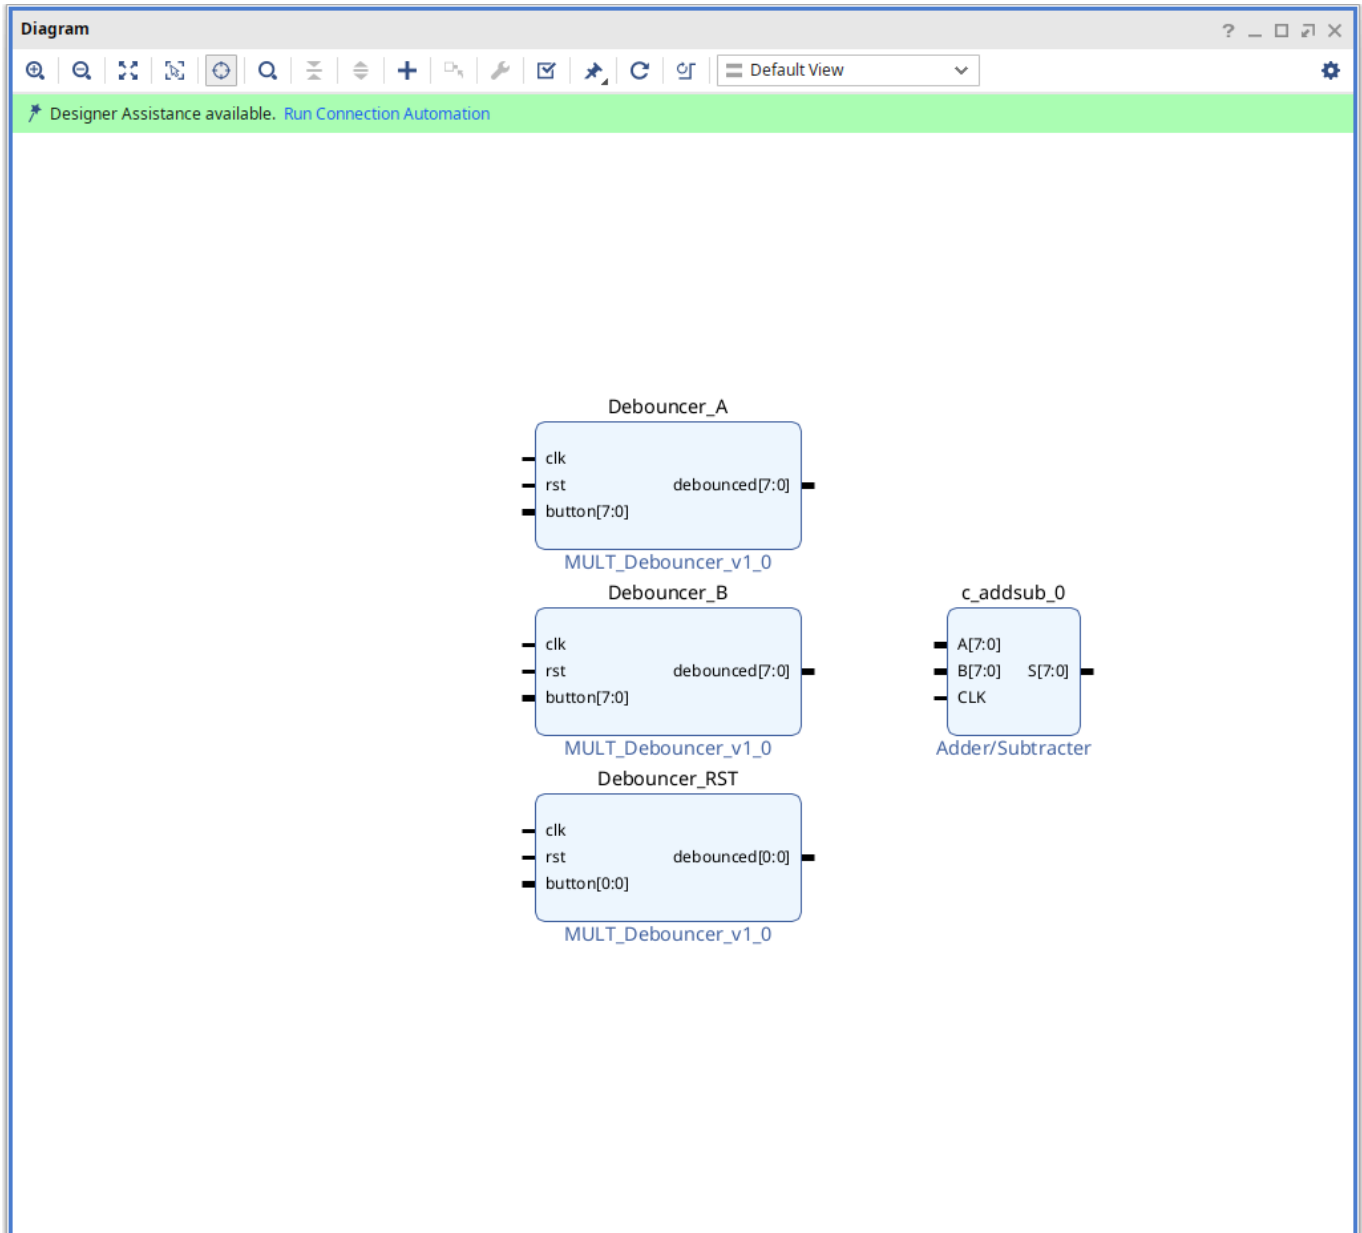 Diagram
Default View
Designer Assistance available. Run Connection Automation
Debouncer_A
clk
rst
button[7:0]
debounced[7:0]
MULT_Debouncer_v1_0
Debouncer_B
clk
rst
button[7:0]
debounced[7:0]
MULT_Debouncer_v1_0
c_addsub_0
A[7:0]
B[7:0]
CLK
S[7:0]
Adder/Subtracter
Debouncer_RST
clk
rst
button[0:0]
debounced[0:0]
MULT_Debouncer_v1_0